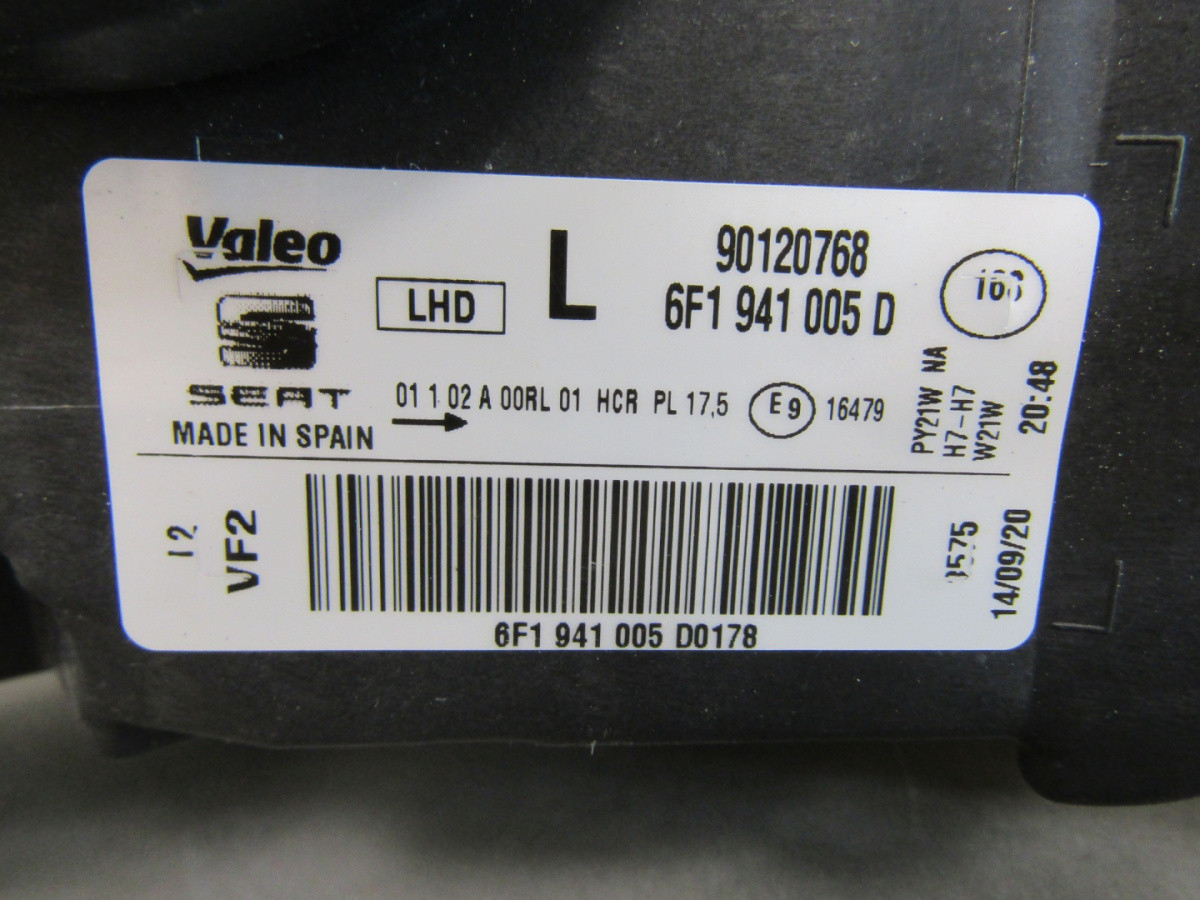 Valeo
SEAT
MADE IN SPAIN
LHD
L
90120768
6F1 941 005 D
01 1 02 A 00RL 01 HCR PL 17,5
E9 16479
PY21W NA
H7-H7
W21W
20:48
14/09/20
VF2
6F1 941 005 D0178